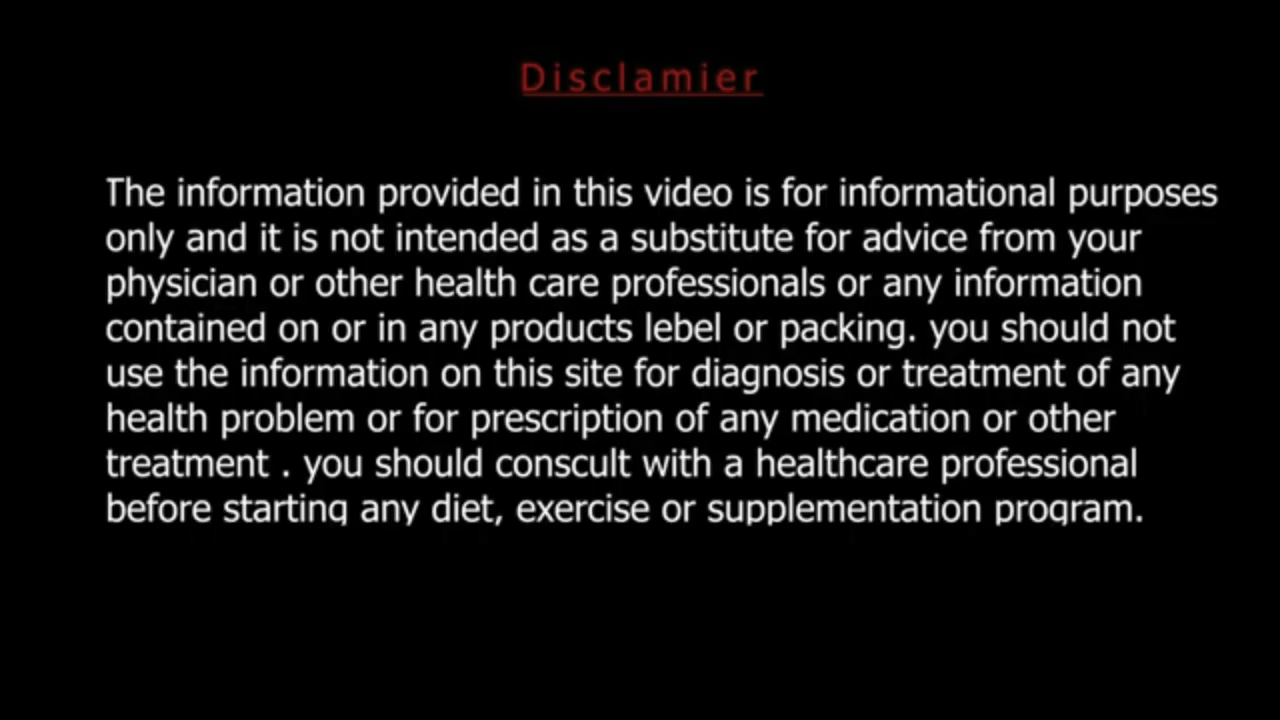 Disclamier
The information provided in this video is for informational purposes
only and it is not intended as a substitute for advice from your
physician or other health care professionals or any information
contained on or in any products lebel or packing. you should not
use the information on this site for diagnosis or treatment of any
health problem or for prescription of any medication or other
treatment . you should conscult with a healthcare professional
before starting any diet, exercise or supplementation program.